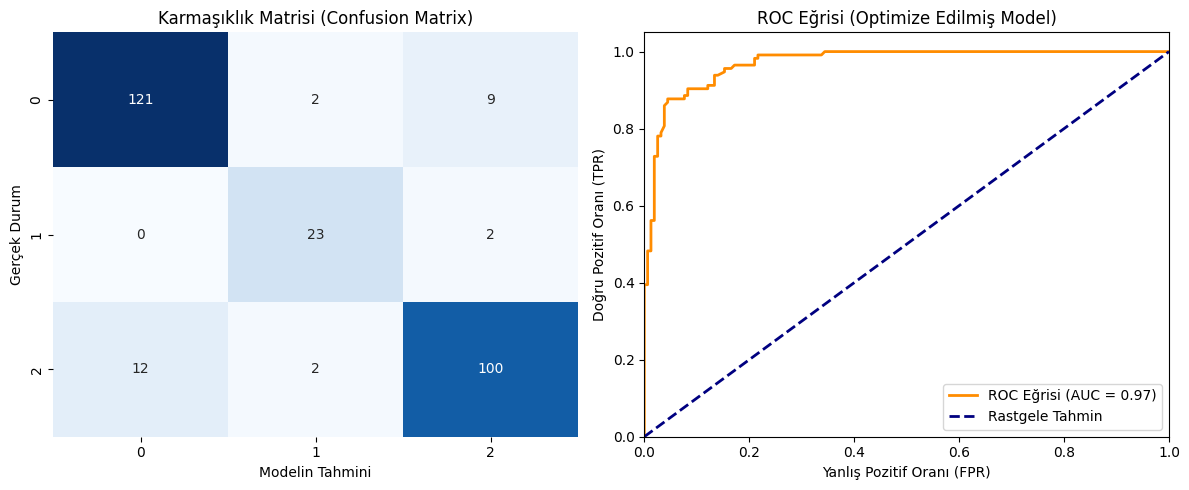 Karmaşıklık Matrisi (Confusion Matrix)
Gerçek Durum
0
1
2
121 2 9
0 23 2
12 2 100
0 1 2
Modelin Tahmini
ROC Eğrisi (Optimize Edilmiş Model)
Doğru Pozitif Oranı (TPR)
1.0
0.8
0.6
0.4
0.2
0.0
ROC Eğrisi (AUC = 0.97)
Rastgele Tahmin
0.0 0.2 0.4 0.6 0.8 1.0
Yanlış Pozitif Oranı (FPR)